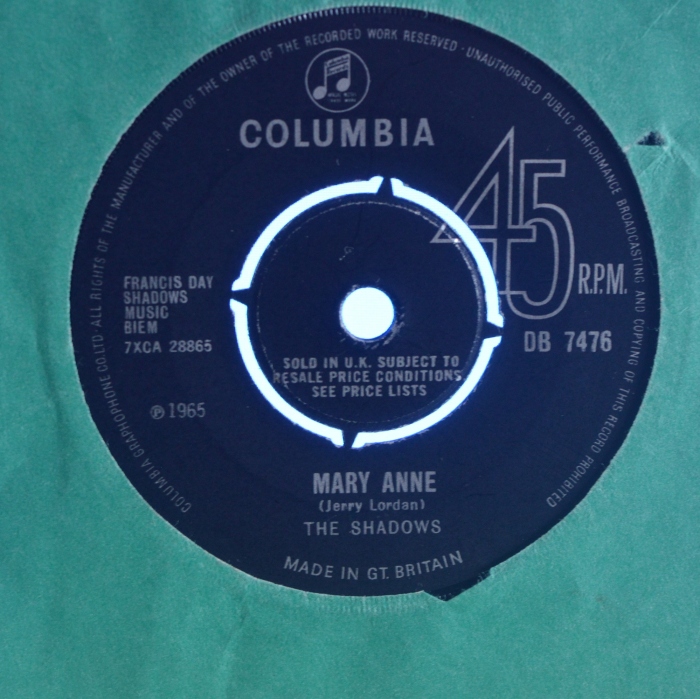 COLUMBIA GRAPHOPHONE CO. LTD·ALL RIGHTS OF THE MANUFACTURER AND OF THE OWNER OF THE RECORDED WORK RESERVED·UNAUTHORISED PUBLIC PERFORMANCE BROADCASTING AND COPYING OF THIS RECORD PROHIBITED
COLUMBIA
45
R.P.M.
FRANCIS DAY
SHADOWS
MUSIC
BIEM
7XCA 28865
DB 7476
SOLD IN U.K. SUBJECT TO
RESALE PRICE CONDITIONS
SEE PRICE LISTS
℗1965
MARY ANNE
(Jerry Lordan)
THE SHADOWS
MADE IN GT. BRITAIN